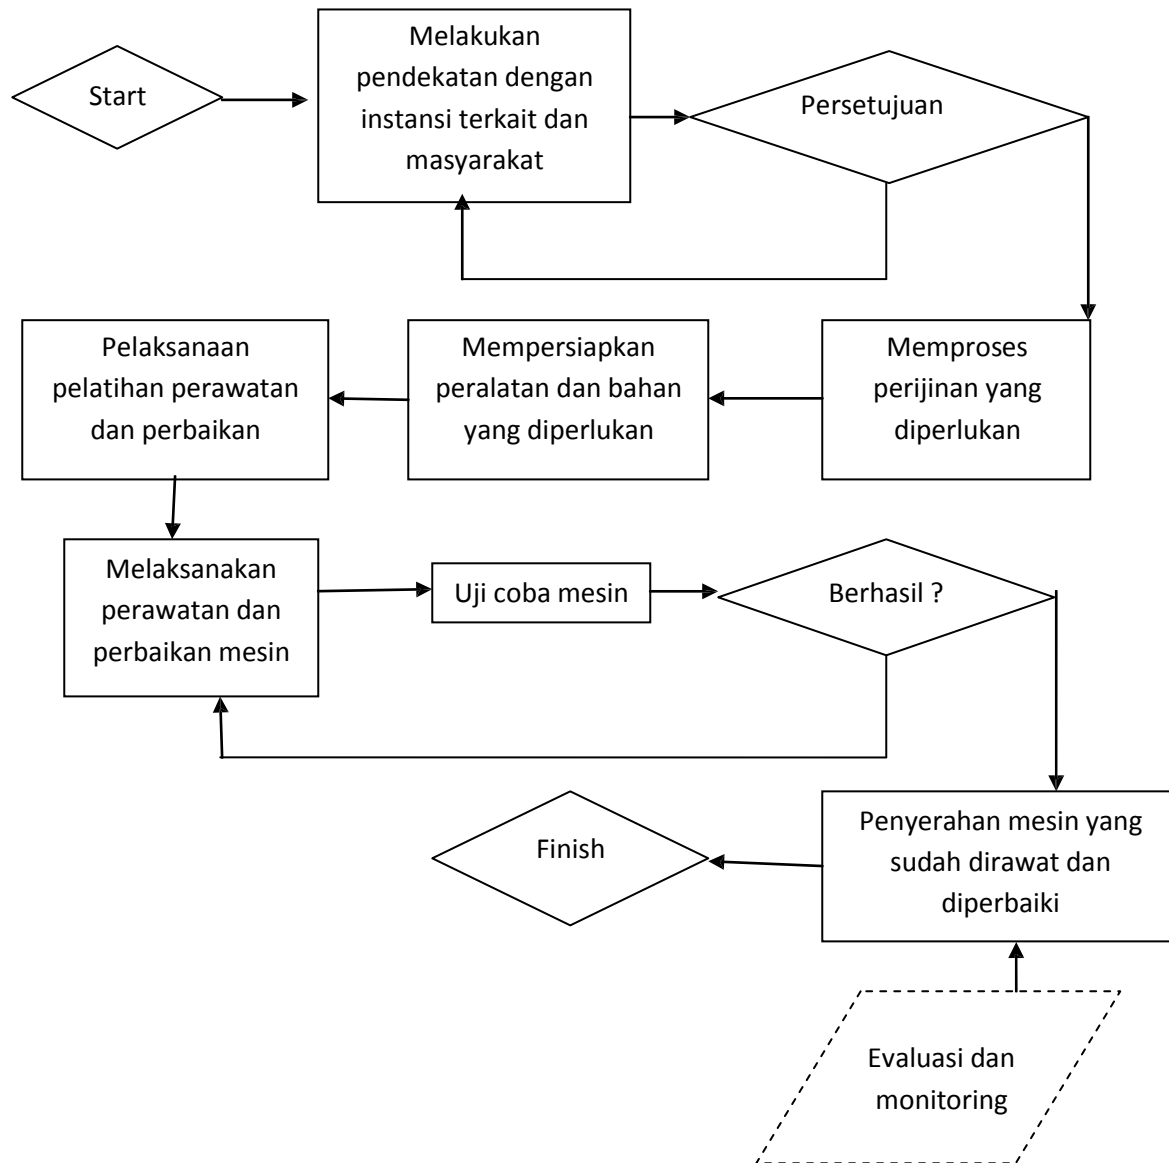 Start
Melakukan
pendekatan dengan
instansi terkait dan
masyarakat
Persetujuan
Memproses
perijinan yang
diperlukan
Mempersiapkan
peralatan dan bahan
yang diperlukan
Pelaksanaan
pelatihan perawatan
dan perbaikan
Melaksanakan
perawatan dan
perbaikan mesin
Uji coba mesin
Berhasil ?
Penyerahan mesin yang
sudah dirawat dan
diperbaiki
Finish
Evaluasi dan
monitoring